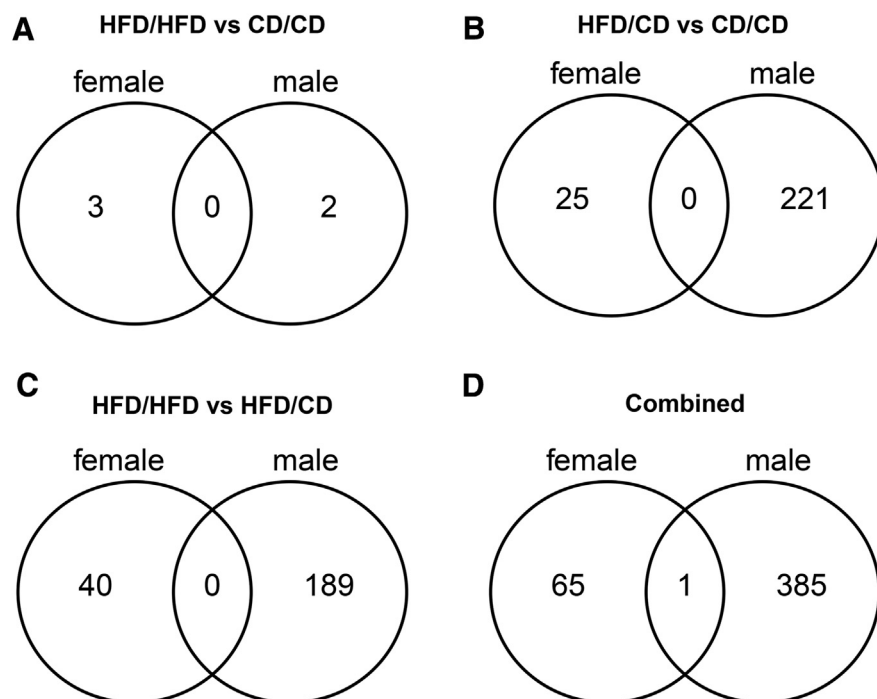 A
HFD/HFD vs CD/CD
female male
3 0 2
B
HFD/CD vs CD/CD
female male
25 0 221
C
HFD/HFD vs HFD/CD
female male
40 0 189
D
Combined
female male
65 1 385